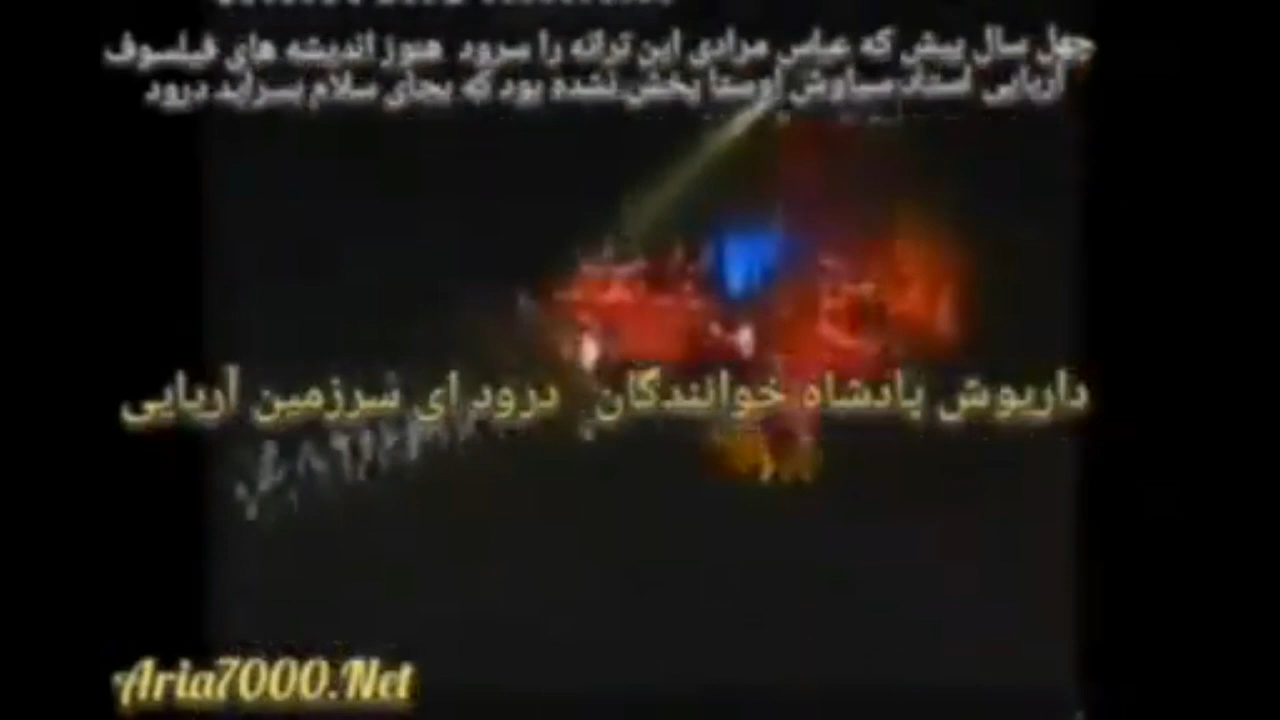 چهل سال پیش که عباس مرادی این ترانه را سرود هنوز اندیشه های فیلسوف
آریایی استاد سیاوش اوستا پخش نشده بود که بجای سلام بسراید درود
داریوش پادشاه خوانندگان درود ای سرزمین آریایی
Aria7000.Net